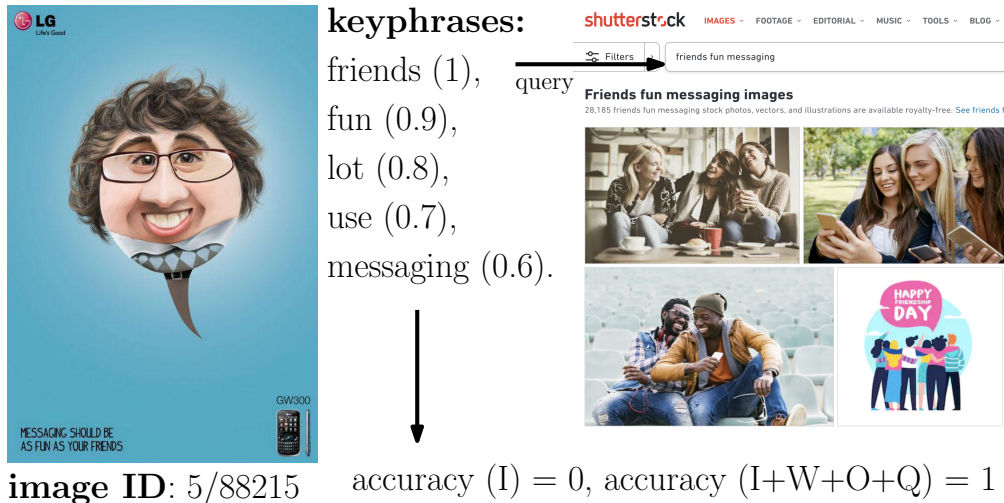 LG
Life's Good
GW300
MESSAGING SHOULD BE
AS FUN AS YOUR FRIENDS
image ID: 5/88215
keyphrases:
friends (1),
fun (0.9),
lot (0.8),
use (0.7),
messaging (0.6).
query
shutterstock IMAGES FOOTAGE EDITORIAL MUSIC TOOLS BLOG
Filters
friends fun messaging
Friends fun messaging images
28,185 friends fun messaging stock photos, vectors, and illustrations are available royalty-free. See friends
HAPPY
FRIENDSHIP
DAY
accuracy (I) = 0, accuracy (I+W+O+Q) = 1